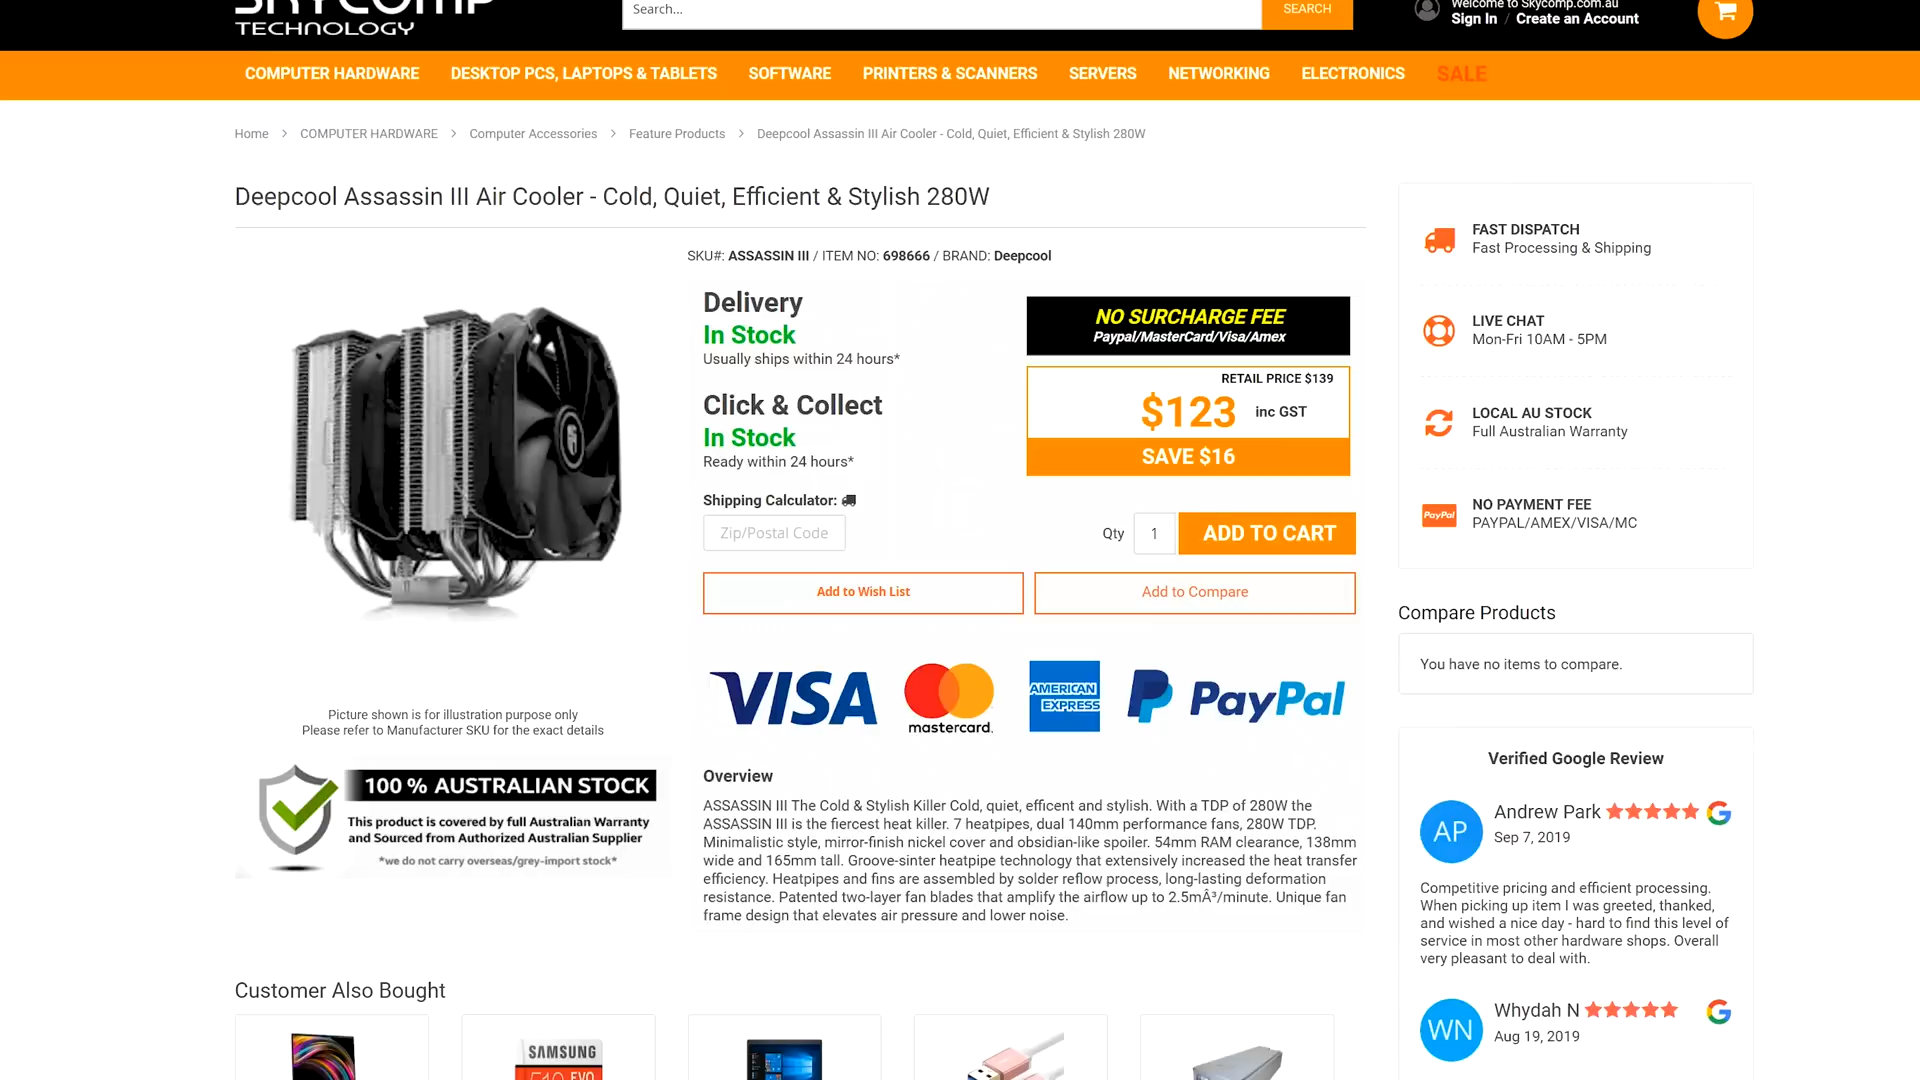 SKYCOMP
TECHNOLOGY
Search...
SEARCH
Welcome to Skycomp.com.au
Sign In / Create an Account
COMPUTER HARDWARE
DESKTOP PCS, LAPTOPS & TABLETS
SOFTWARE
PRINTERS & SCANNERS
SERVERS
NETWORKING
ELECTRONICS
SALE
Home > COMPUTER HARDWARE > Computer Accessories > Feature Products > Deepcool Assassin III Air Cooler - Cold, Quiet, Efficient & Stylish 280W
Deepcool Assassin III Air Cooler - Cold, Quiet, Efficient & Stylish 280W
SKU#: ASSASSIN III / ITEM NO: 698666 / BRAND: Deepcool
Delivery
In Stock
Usually ships within 24 hours*
Click & Collect
In Stock
Ready within 24 hours*
Shipping Calculator:
Zip/Postal Code
NO SURCHARGE FEE
Paypal/MasterCard/Visa/Amex
RETAIL PRICE $139
$123 inc GST
SAVE $16
Qty 1 ADD TO CART
Add to Wish List
Add to Compare
VISA
mastercard.
AMERICAN
EXPRESS
PayPal
Picture shown is for illustration purpose only
Please refer to Manufacturer SKU for the exact details
100 % AUSTRALIAN STOCK
This product is covered by full Australian Warranty
and Sourced from Authorized Australian Supplier
*we do not carry overseas/grey-import stock*
Overview
ASSASSIN III The Cold & Stylish Killer Cold, quiet, efficent and stylish. With a TDP of 280W the
ASSASSIN III is the fiercest heat killer. 7 heatpipes, dual 140mm performance fans, 280W TDP.
Minimalistic style, mirror-finish nickel cover and obsidian-like spoiler. 54mm RAM clearance, 138mm
wide and 165mm tall. Groove-sinter heatpipe technology that extensively increased the heat transfer
efficiency. Heatpipes and fins are assembled by solder reflow process, long-lasting deformation
resistance. Patented two-layer fan blades that amplify the airflow up to 2.5mÂ³/minute. Unique fan
frame design that elevates air pressure and lower noise.
FAST DISPATCH
Fast Processing & Shipping
LIVE CHAT
Mon-Fri 10AM - 5PM
LOCAL AU STOCK
Full Australian Warranty
PayPal
NO PAYMENT FEE
PAYPAL/AMEX/VISA/MC
Compare Products
You have no items to compare.
Verified Google Review
AP
Andrew Park
Sep 7, 2019
Competitive pricing and efficient processing.
When picking up item I was greeted, thanked,
and wished a nice day - hard to find this level of
service in most other hardware shops. Overall
very pleasant to deal with.
WN
Whydah N
Aug 19, 2019
Customer Also Bought
SAMSUNG
EVO